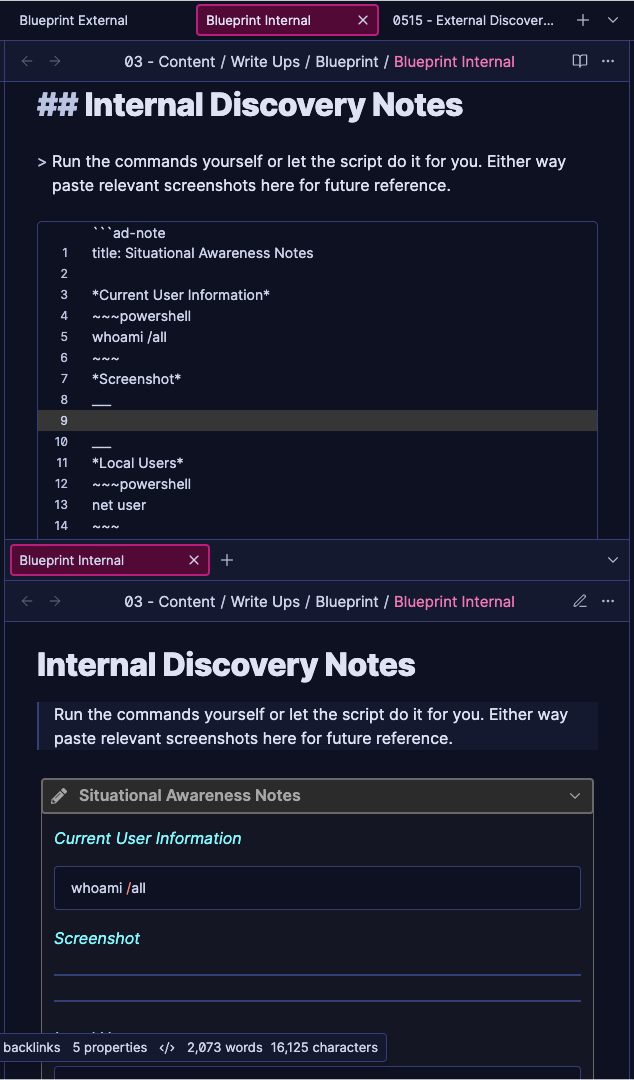 Blueprint External
Blueprint Internal
0515 - External Discover...
03 - Content / Write Ups / Blueprint / Blueprint Internal
## Internal Discovery Notes
> Run the commands yourself or let the script do it for you. Either way
paste relevant screenshots here for future reference.
```ad-note
1 title: Situational Awareness Notes
2
3 *Current User Information*
4 ~~~powershell
5 whoami /all
6 ~~~
7 *Screenshot*
8 ___
9
10 ___
11 *Local Users*
12 ~~~powershell
13 net user
14 ~~~
Blueprint Internal
03 - Content / Write Ups / Blueprint / Blueprint Internal
Internal Discovery Notes
Run the commands yourself or let the script do it for you. Either way
paste relevant screenshots here for future reference.
Situational Awareness Notes
Current User Information
whoami /all
Screenshot
backlinks 5 properties </> 2,073 words 16,125 characters